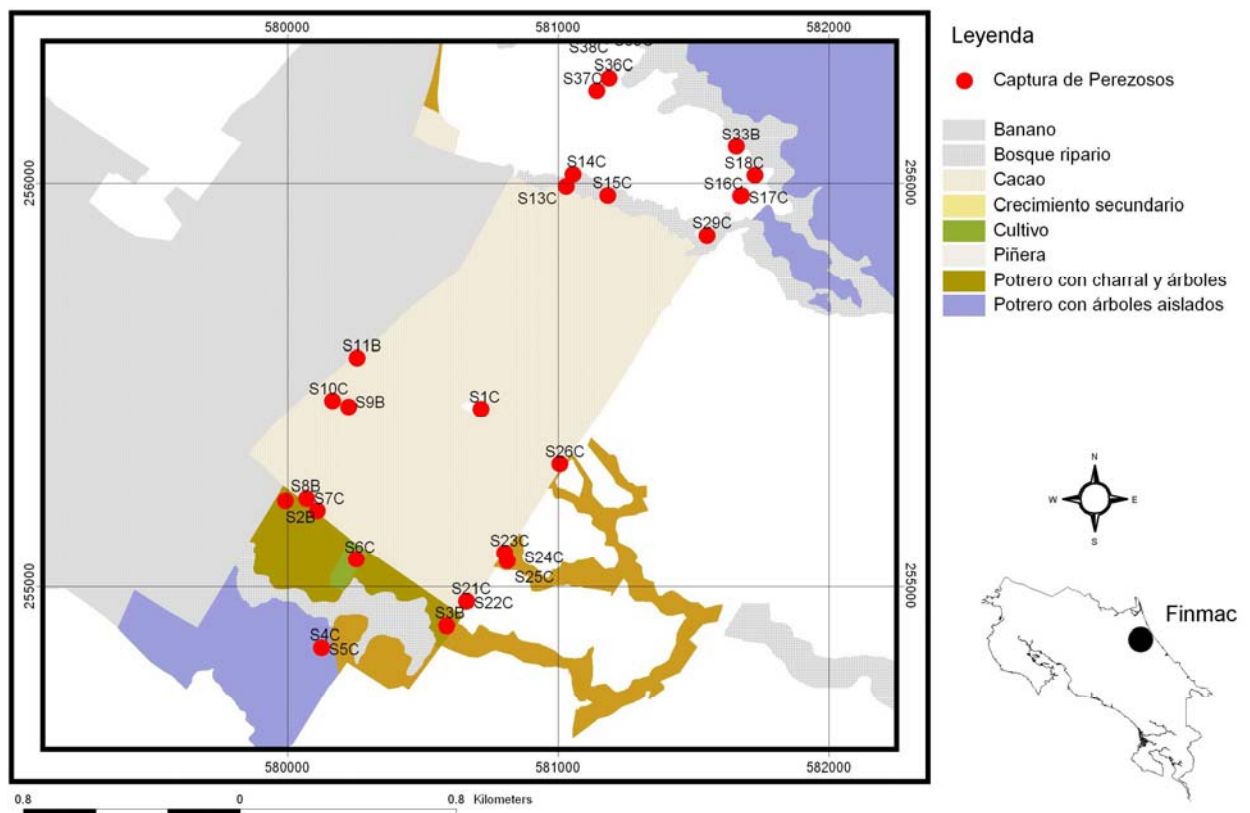 580000
581000
582000
256000
256000
255000
255000
S38C
S36C
S37C
S33B
S14C
S18C
S15C
S16C
S13C
S17C
S29C
S11B
S10C
S9B
S1C
S26C
S8B
S7C
S2B
S6C
S23C
S24C
S25C
S21C
S22C
S3B
S4C
S5C
580000
581000
582000
0.8
0
0.8 Kilometers
Leyenda
Captura de Perezosos
Banano
Bosque ripario
Cacao
Crecimiento secundario
Cultivo
Piñera
Potrero con charral y árboles
Potrero con árboles aislados
N
W
E
S
Finmac